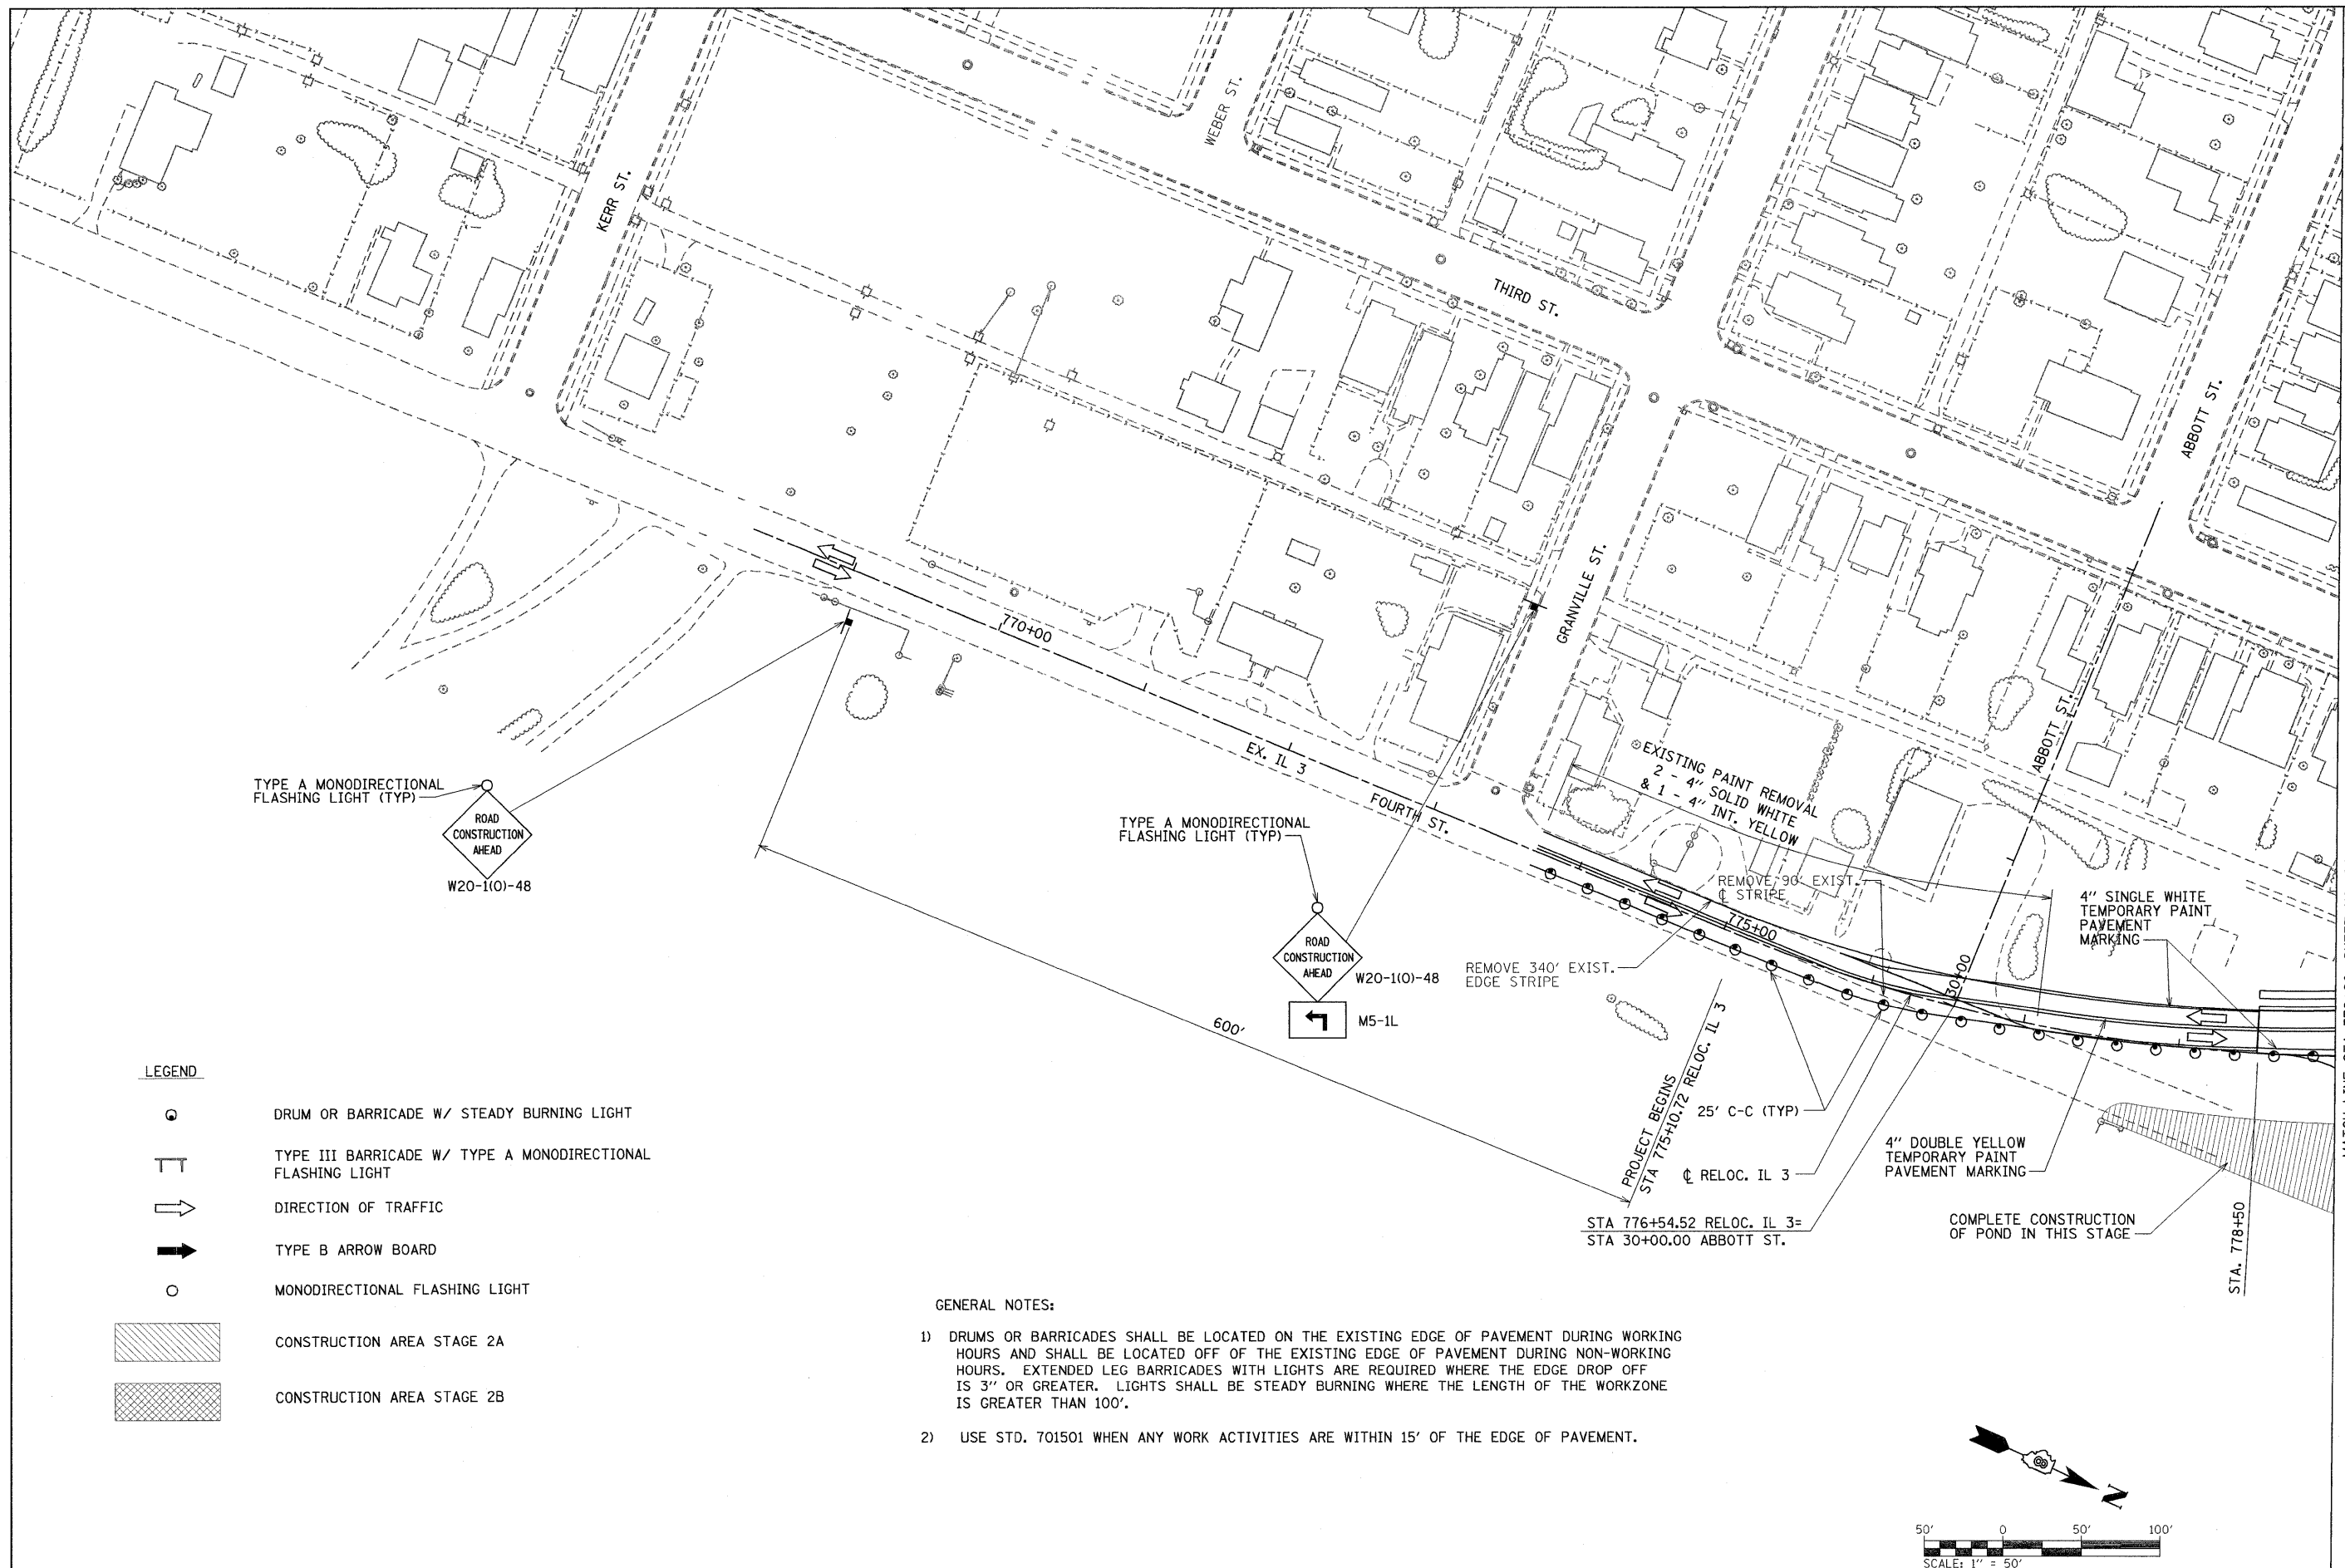 WEBER ST.
KERR ST.
THIRD ST.
ABBOTT ST.
GRANVILLE ST.
ABBOTT ST.
770+00
EX. IL 3
FOURTH ST.
EXISTING PAINT REMOVAL
2 - 4" SOLID WHITE
& 1 - 4" INT. YELLOW
TYPE A MONODIRECTIONAL
FLASHING LIGHT (TYP)
ROAD
CONSTRUCTION
AHEAD
W20-1(O)-48
TYPE A MONODIRECTIONAL
FLASHING LIGHT (TYP)
ROAD
CONSTRUCTION
AHEAD
W20-1(O)-48
M5-1L
600'
REMOVE 90' EXIST.
℄ STRIPE
775+00
REMOVE 340' EXIST.
EDGE STRIPE
30+00
4" SINGLE WHITE
TEMPORARY PAINT
PAVEMENT
MARKING
PROJECT BEGINS
STA 775+10.72 RELOC. IL 3
25' C-C (TYP)
℄ RELOC. IL 3
STA 776+54.52 RELOC. IL 3=
STA 30+00.00 ABBOTT ST.
4" DOUBLE YELLOW
TEMPORARY PAINT
PAVEMENT MARKING
COMPLETE CONSTRUCTION
OF POND IN THIS STAGE
STA. 778+50
LEGEND
DRUM OR BARRICADE W/ STEADY BURNING LIGHT
TYPE III BARRICADE W/ TYPE A MONODIRECTIONAL
FLASHING LIGHT
DIRECTION OF TRAFFIC
TYPE B ARROW BOARD
MONODIRECTIONAL FLASHING LIGHT
CONSTRUCTION AREA STAGE 2A
CONSTRUCTION AREA STAGE 2B
GENERAL NOTES:
1) DRUMS OR BARRICADES SHALL BE LOCATED ON THE EXISTING EDGE OF PAVEMENT DURING WORKING
HOURS AND SHALL BE LOCATED OFF OF THE EXISTING EDGE OF PAVEMENT DURING NON-WORKING
HOURS. EXTENDED LEG BARRICADES WITH LIGHTS ARE REQUIRED WHERE THE EDGE DROP OFF
IS 3" OR GREATER. LIGHTS SHALL BE STEADY BURNING WHERE THE LENGTH OF THE WORKZONE
IS GREATER THAN 100'.
2) USE STD. 701501 WHEN ANY WORK ACTIVITIES ARE WITHIN 15' OF THE EDGE OF PAVEMENT.
N
50' 0 50' 100'
SCALE: 1" = 50'